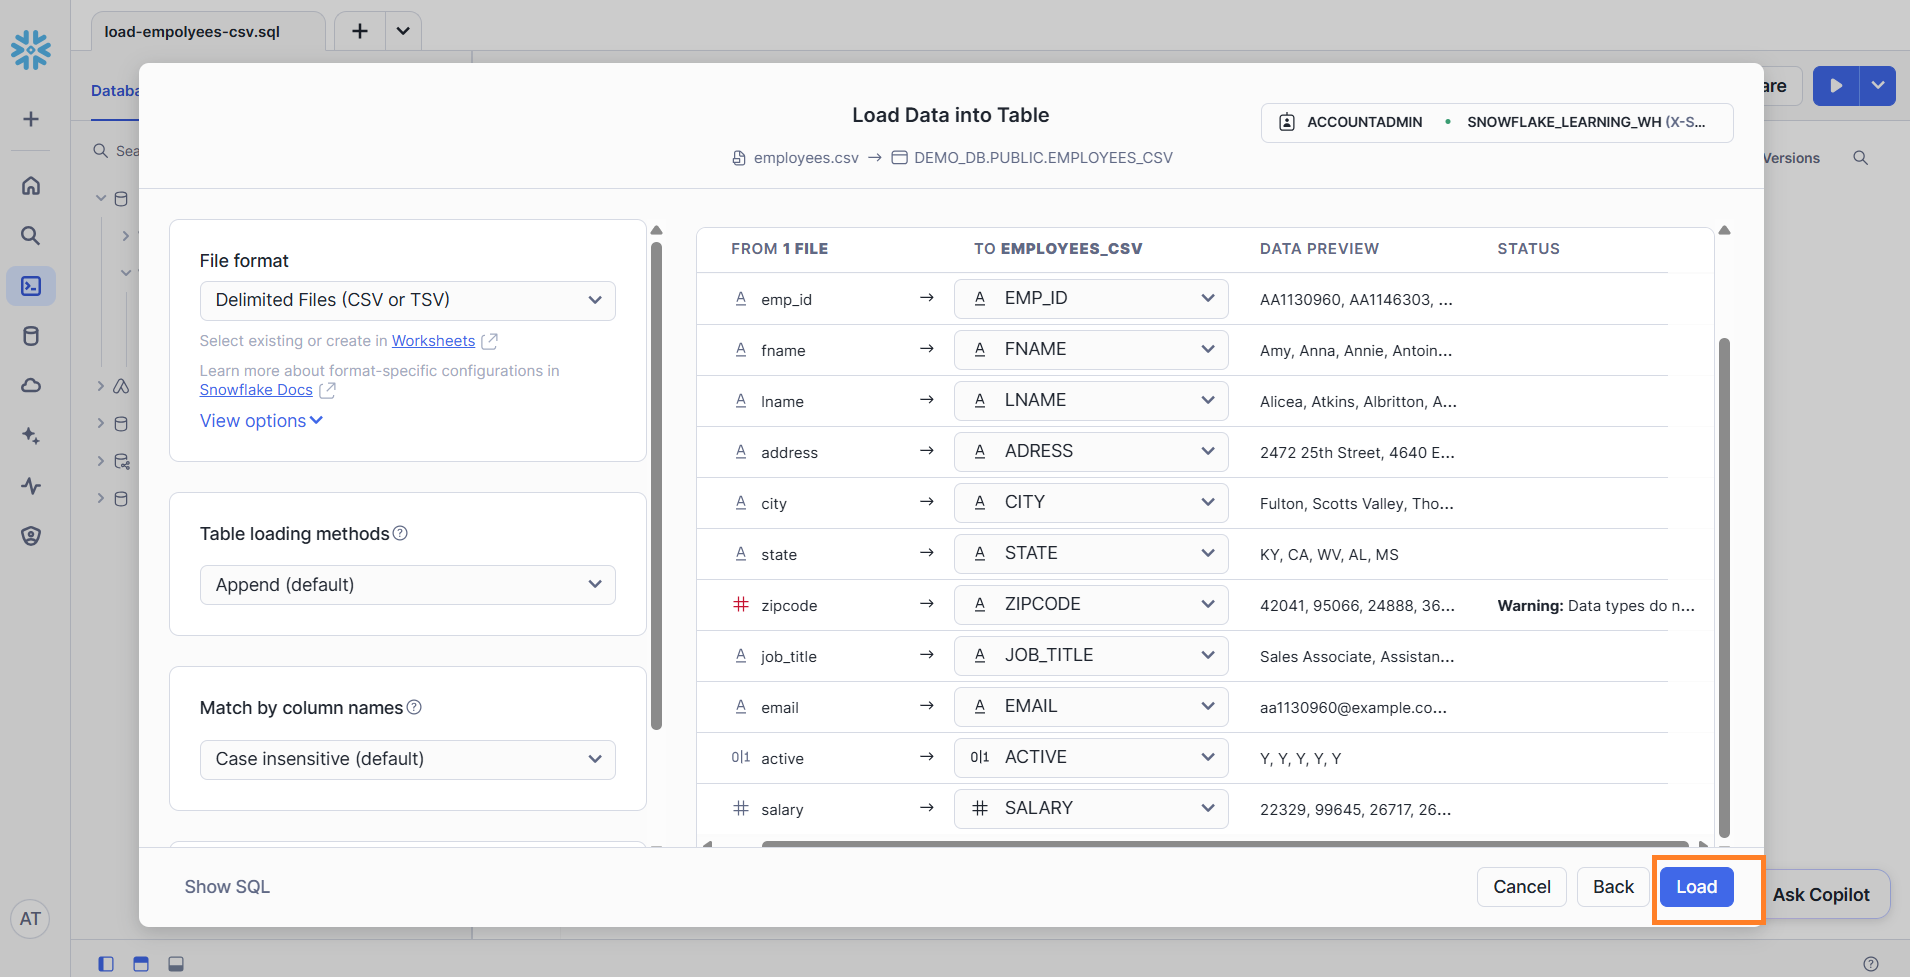 load-empolyees-csv.sql
Databa
are
Sea
Versions
Load Data into Table
employees.csv → DEMO_DB.PUBLIC.EMPLOYEES_CSV
ACCOUNTADMIN • SNOWFLAKE_LEARNING_WH (X-S...
File format
Delimited Files (CSV or TSV)
Select existing or create in Worksheets
Learn more about format-specific configurations in
Snowflake Docs
View options
Table loading methods
Append (default)
Match by column names
Case insensitive (default)
FROM 1 FILE TO EMPLOYEES_CSV DATA PREVIEW STATUS
A emp_id → A EMP_ID AA1130960, AA1146303, ...
A fname → A FNAME Amy, Anna, Annie, Antoin...
A lname → A LNAME Alicea, Atkins, Albritton, A...
A address → A ADRESS 2472 25th Street, 4640 E...
A city → A CITY Fulton, Scotts Valley, Tho...
A state → A STATE KY, CA, WV, AL, MS
# zipcode → A ZIPCODE 42041, 95066, 24888, 36... Warning: Data types do n...
A job_title → A JOB_TITLE Sales Associate, Assistan...
A email → A EMAIL aa1130960@example.co...
0|1 active → 0|1 ACTIVE Y, Y, Y, Y, Y
# salary → # SALARY 22329, 99645, 26717, 26...
Show SQL
Cancel
Back
Load
Ask Copilot
AT